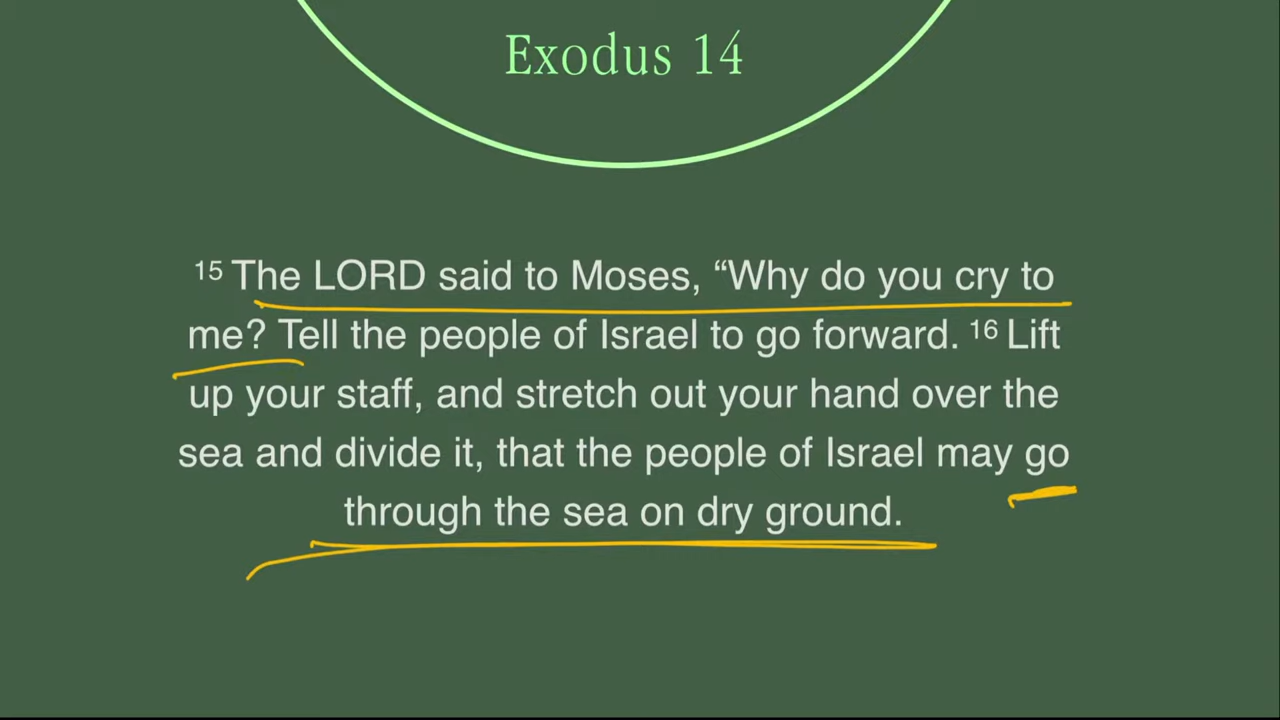 Exodus 14
15 The LORD said to Moses, “Why do you cry to
me? Tell the people of Israel to go forward. 16 Lift
up your staff, and stretch out your hand over the
sea and divide it, that the people of Israel may go
through the sea on dry ground.